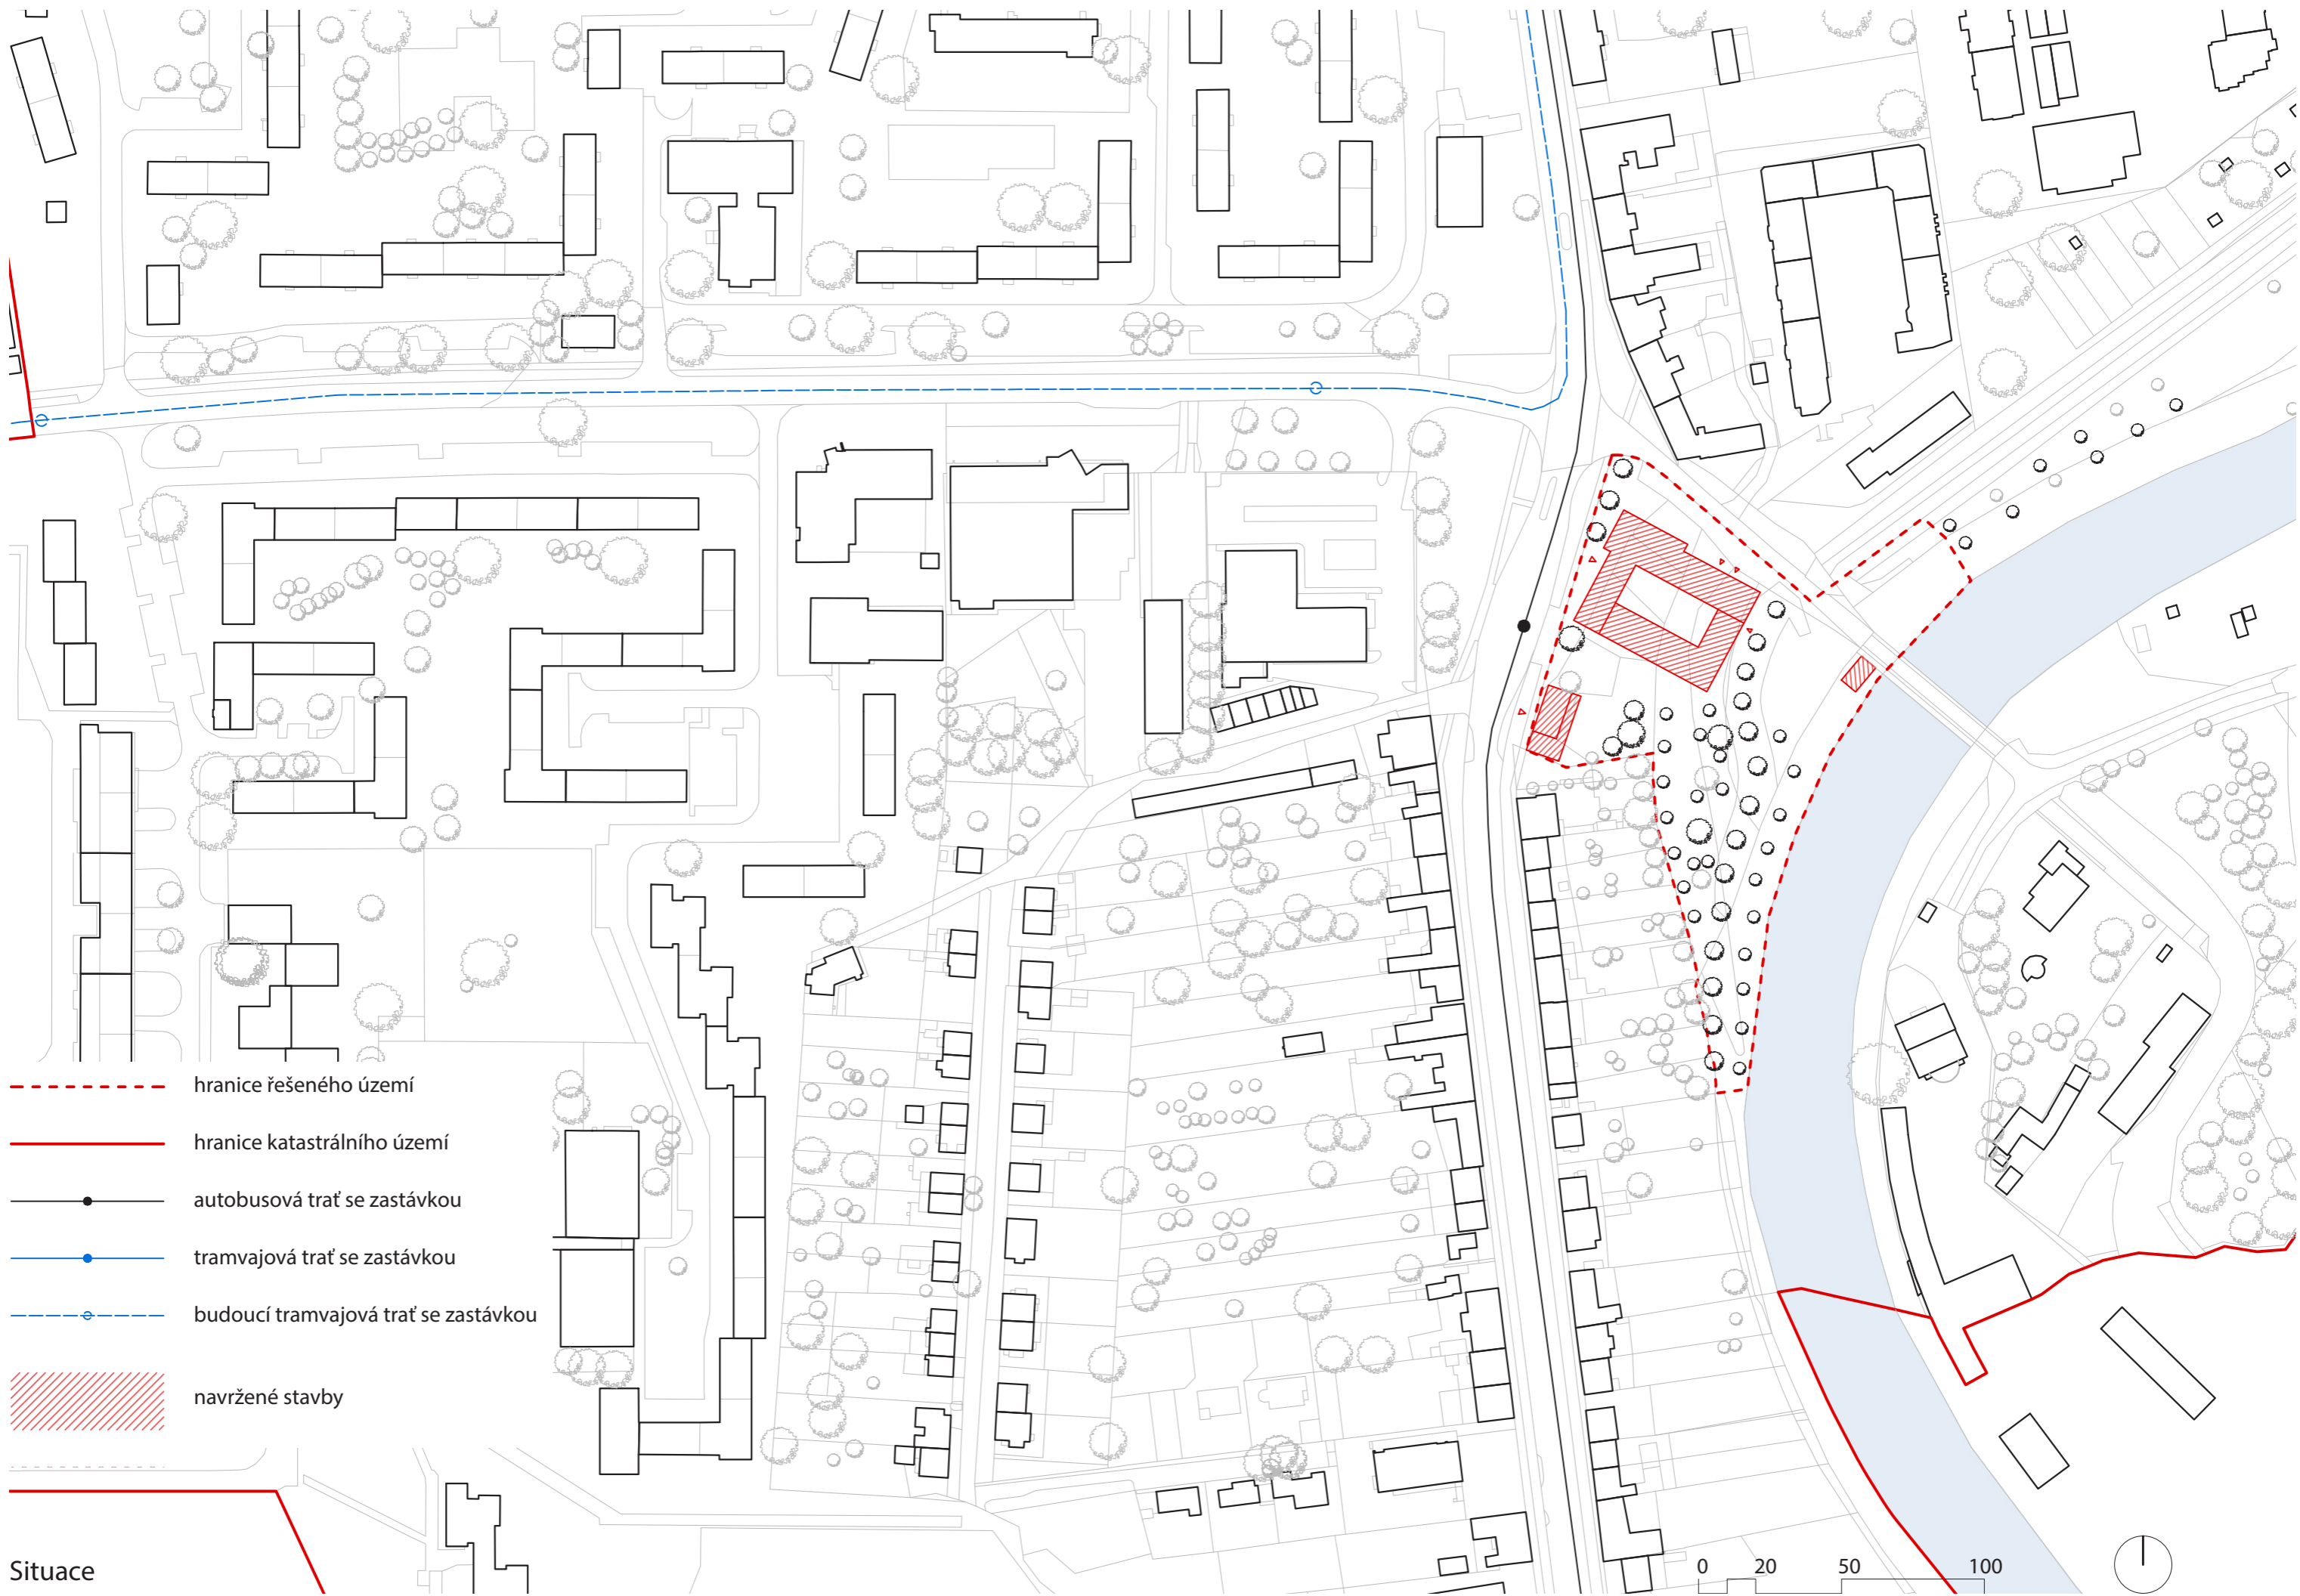 hranice řešeného území
hranice katastrálního území
autobusová trať se zastávkou
tramvajová trať se zastávkou
budoucí tramvajová trať se zastávkou
navržené stavby
Situace
0 20 50 100